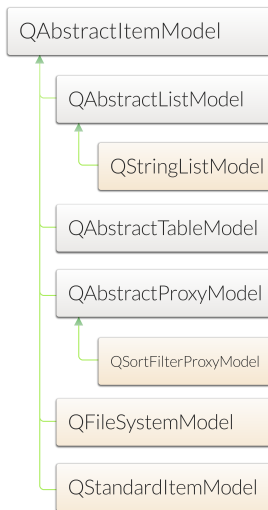 QAbstractItemModel
QAbstractListModel
QStringListModel
QAbstractTableModel
QAbstractProxyModel
QSortFilterProxyModel
QFileSystemModel
QStandardItemModel